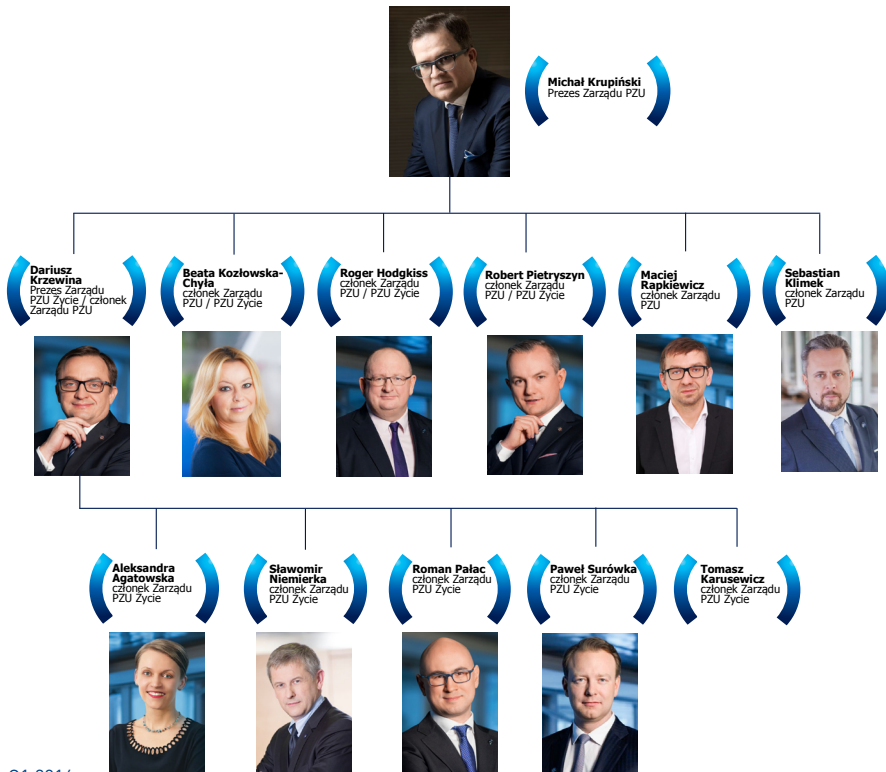 Michał Krupiński
Prezes Zarządu PZU
Dariusz
Krzewina
Prezes Zarządu
PZU Życie / członek
Zarządu PZU
Beata Kozłowska-
Chyła
członek Zarządu
PZU / PZU Życie
Roger Hodgkiss
członek Zarządu
PZU / PZU Życie
Robert Pietryszyn
członek Zarządu
PZU / PZU Życie
Maciej
Rapkiewicz
członek Zarządu
PZU
Sebastian
Klimek
członek Zarządu
PZU
Aleksandra
Agatowska
członek Zarządu
PZU Życie
Sławomir
Niemierka
członek Zarządu
PZU Życie
Roman Pałac
członek Zarządu
PZU Życie
Paweł Surówka
członek Zarządu
PZU Życie
Tomasz
Karusewicz
członek Zarządu
PZU Życie